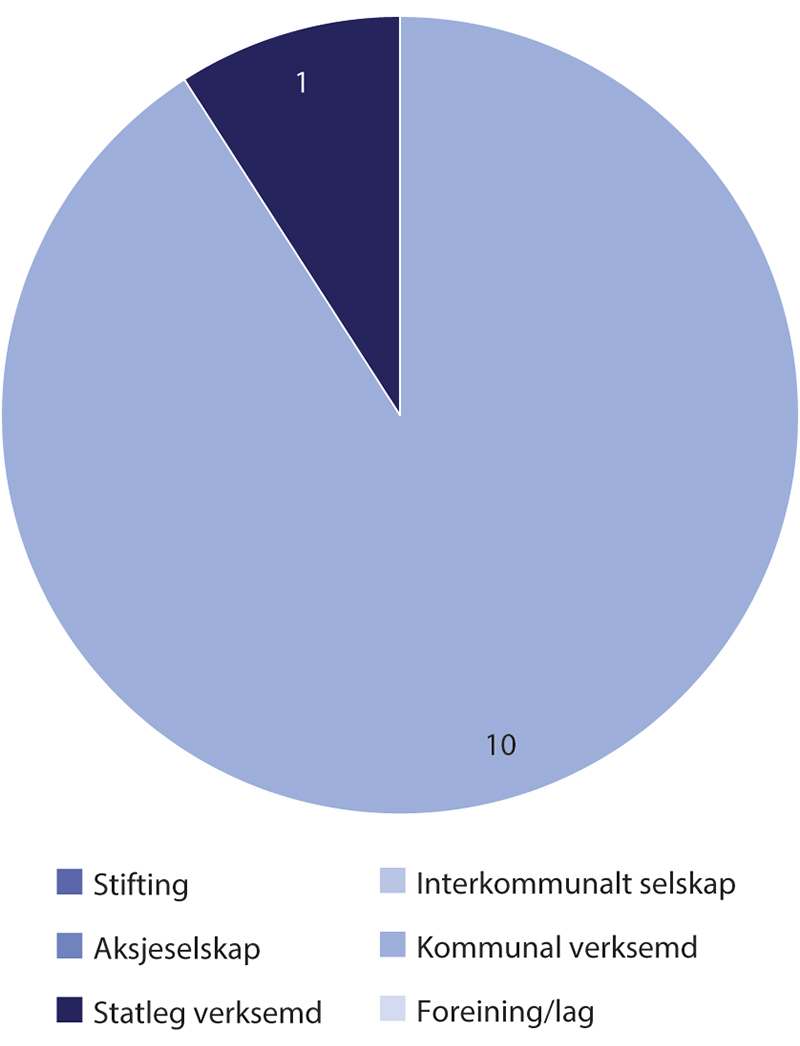 1
10
Stifting
Interkommunalt selskap
Aksjeselskap
Kommunal verksemd
Statleg verksemd
Foreining/lag